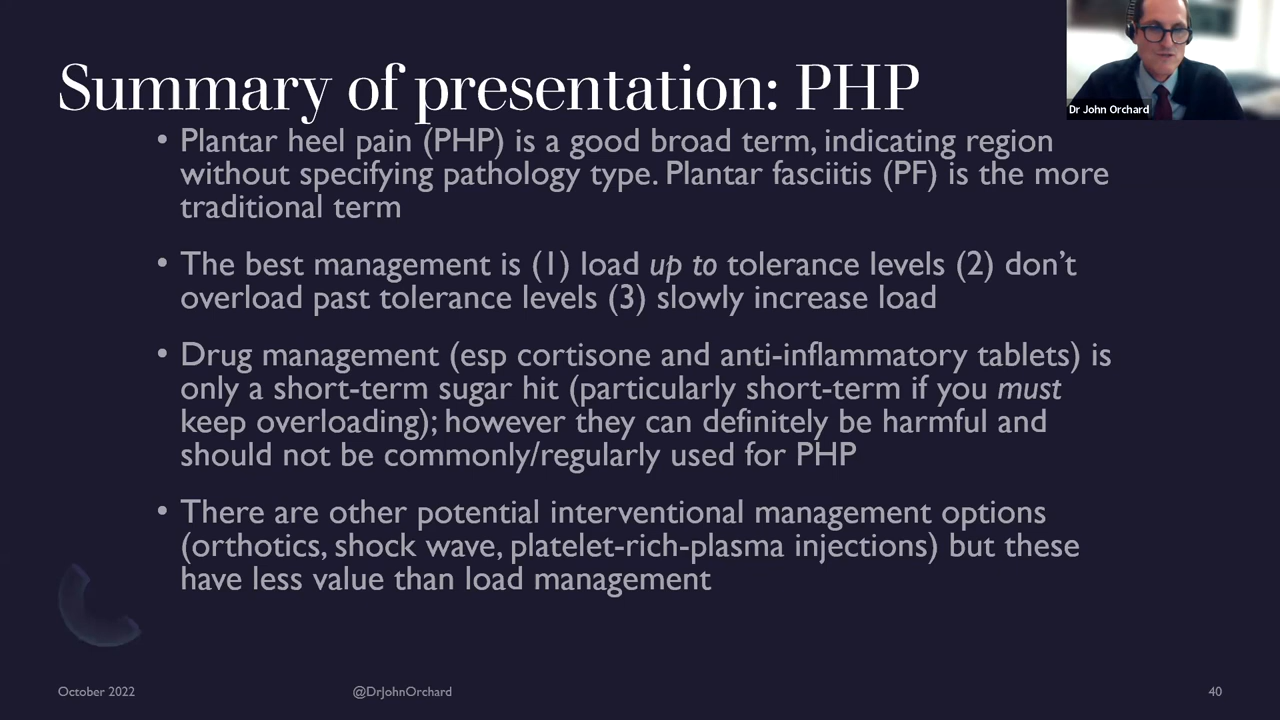 Summary of presentation: PHP
Dr John Orchard
• Plantar heel pain (PHP) is a good broad term, indicating region
without specifying pathology type. Plantar fasciitis (PF) is the more
traditional term
• The best management is (1) load up to tolerance levels (2) don’t
overload past tolerance levels (3) slowly increase load
• Drug management (esp cortisone and anti-inflammatory tablets) is
only a short-term sugar hit (particularly short-term if you must
keep overloading); however they can definitely be harmful and
should not be commonly/regularly used for PHP
• There are other potential interventional management options
(orthotics, shock wave, platelet-rich-plasma injections) but these
have less value than load management
October 2022
@DrJohnOrchard
40